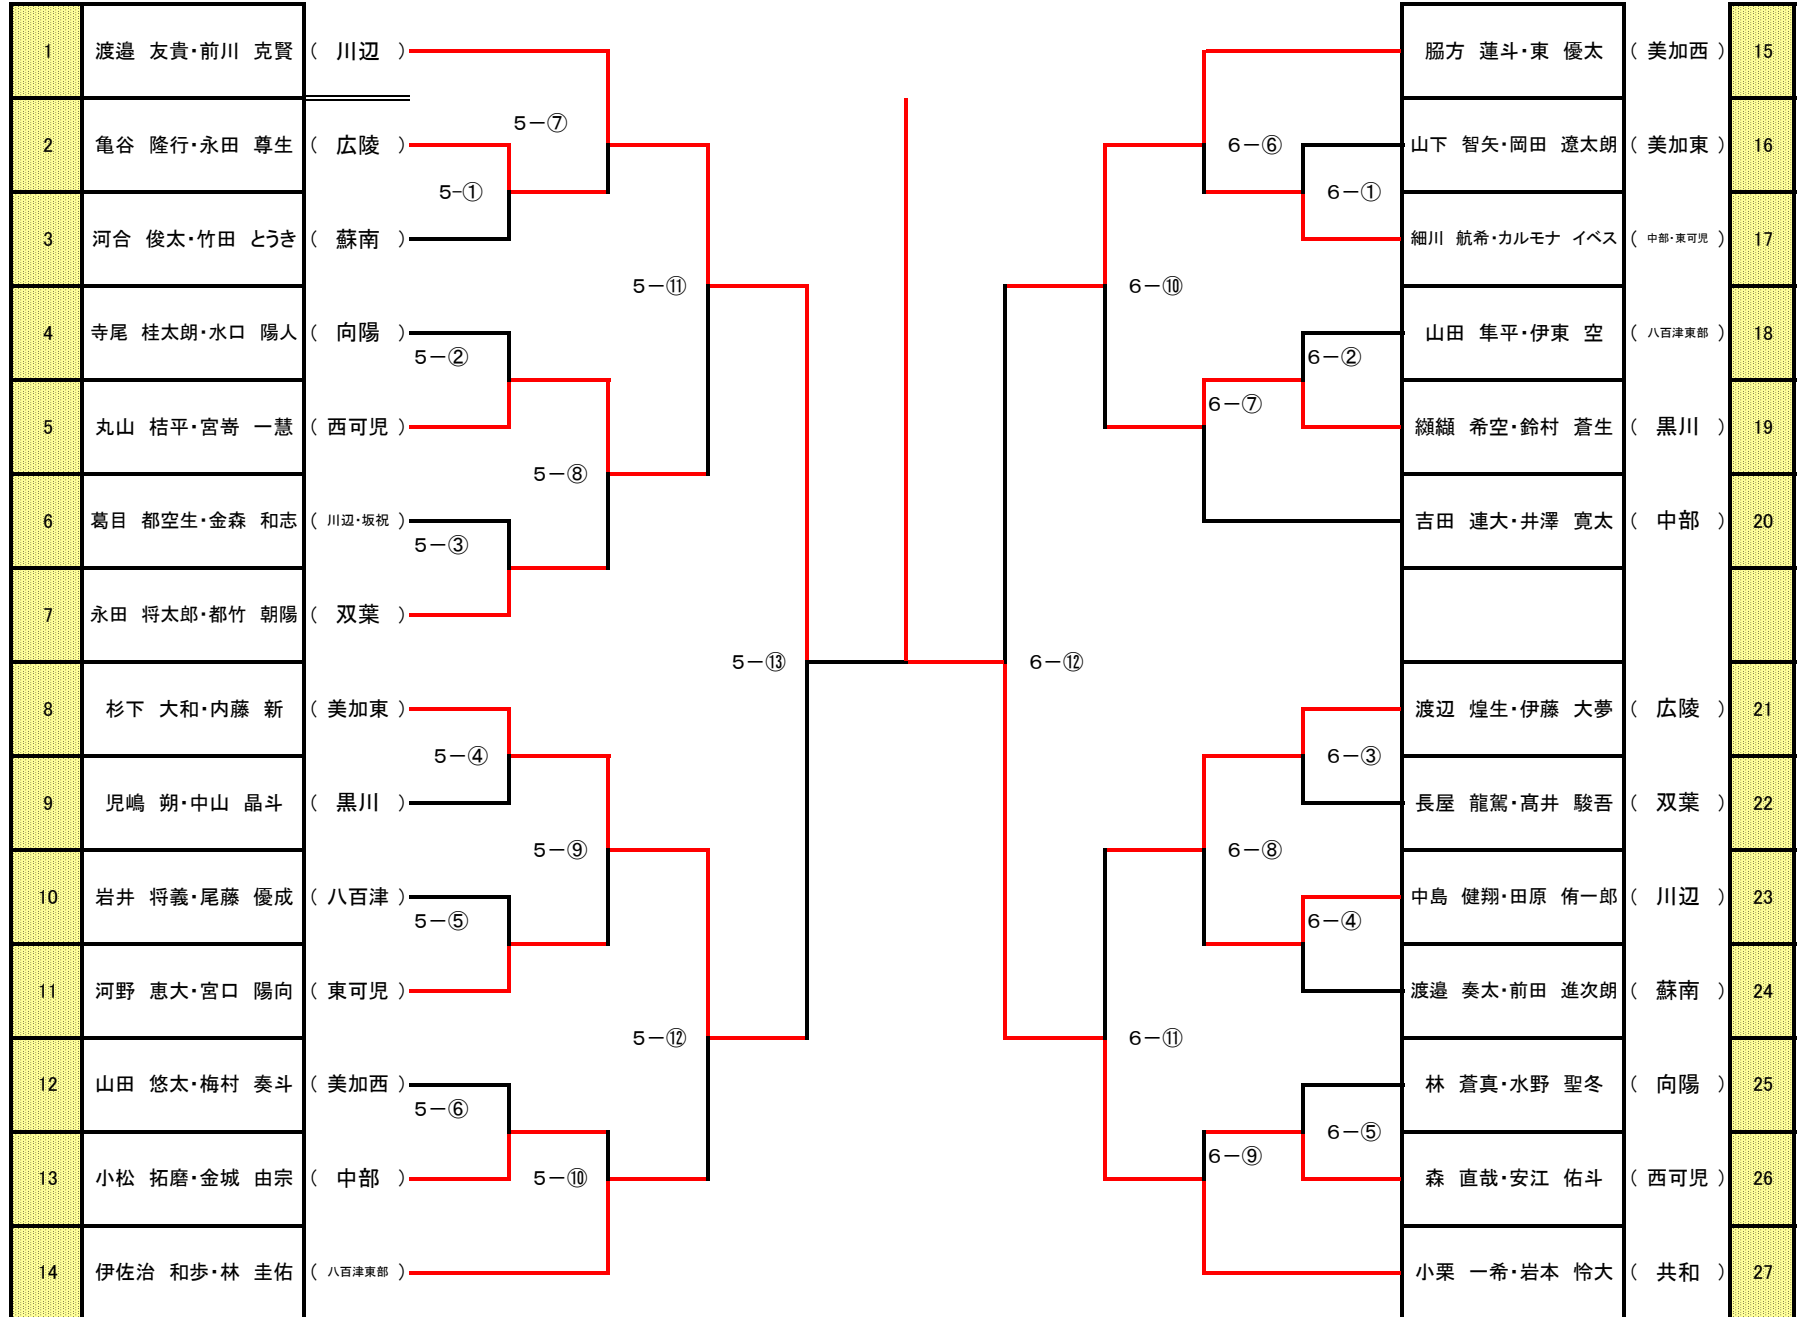 1 渡邉 友貴・前川 克賢 ( 川辺 )
2 亀谷 隆行・永田 尊生 ( 広陵 )
3 河合 俊太・竹田 とうき ( 蘇南 )
4 寺尾 桂太朗・水口 陽人 ( 向陽 )
5 丸山 桔平・宮嵜 一慧 ( 西可児 )
6 葛目 都空生・金森 和志 ( 川辺・坂祝 )
7 永田 将太郎・都竹 朝陽 ( 双葉 )
8 杉下 大和・内藤 新 ( 美加東 )
9 児嶋 朔・中山 晶斗 ( 黒川 )
10 岩井 将義・尾藤 優成 ( 八百津 )
11 河野 恵大・宮口 陽向 ( 東可児 )
12 山田 悠太・梅村 奏斗 ( 美加西 )
13 小松 拓磨・金城 由宗 ( 中部 )
14 伊佐治 和歩・林 圭佑 ( 八百津東部 )
5－⑦
5-①
5－⑪
5－②
5－⑧
5－③
5－⑬
5－④
5－⑨
5－⑤
5－⑫
5－⑥
5－⑩
6－⑥
6－①
6－⑩
6－②
6－⑦
6－⑫
6－③
6－⑧
6－④
6－⑪
6－⑤
6－⑨
脇方 蓮斗・東 優太 ( 美加西 ) 15
山下 智矢・岡田 遼太朗 ( 美加東 ) 16
細川 航希・カルモナ イベス ( 中部・東可児 ) 17
山田 隼平・伊東 空 ( 八百津東部 ) 18
纐纈 希空・鈴村 蒼生 ( 黒川 ) 19
吉田 連大・井澤 寛太 ( 中部 ) 20
渡辺 煌生・伊藤 大夢 ( 広陵 ) 21
長屋 龍駕・髙井 駿吾 ( 双葉 ) 22
中島 健翔・田原 侑一郎 ( 川辺 ) 23
渡邉 奏太・前田 進次朗 ( 蘇南 ) 24
林 蒼真・水野 聖冬 ( 向陽 ) 25
森 直哉・安江 佑斗 ( 西可児 ) 26
小栗 一希・岩本 怜大 ( 共和 ) 27